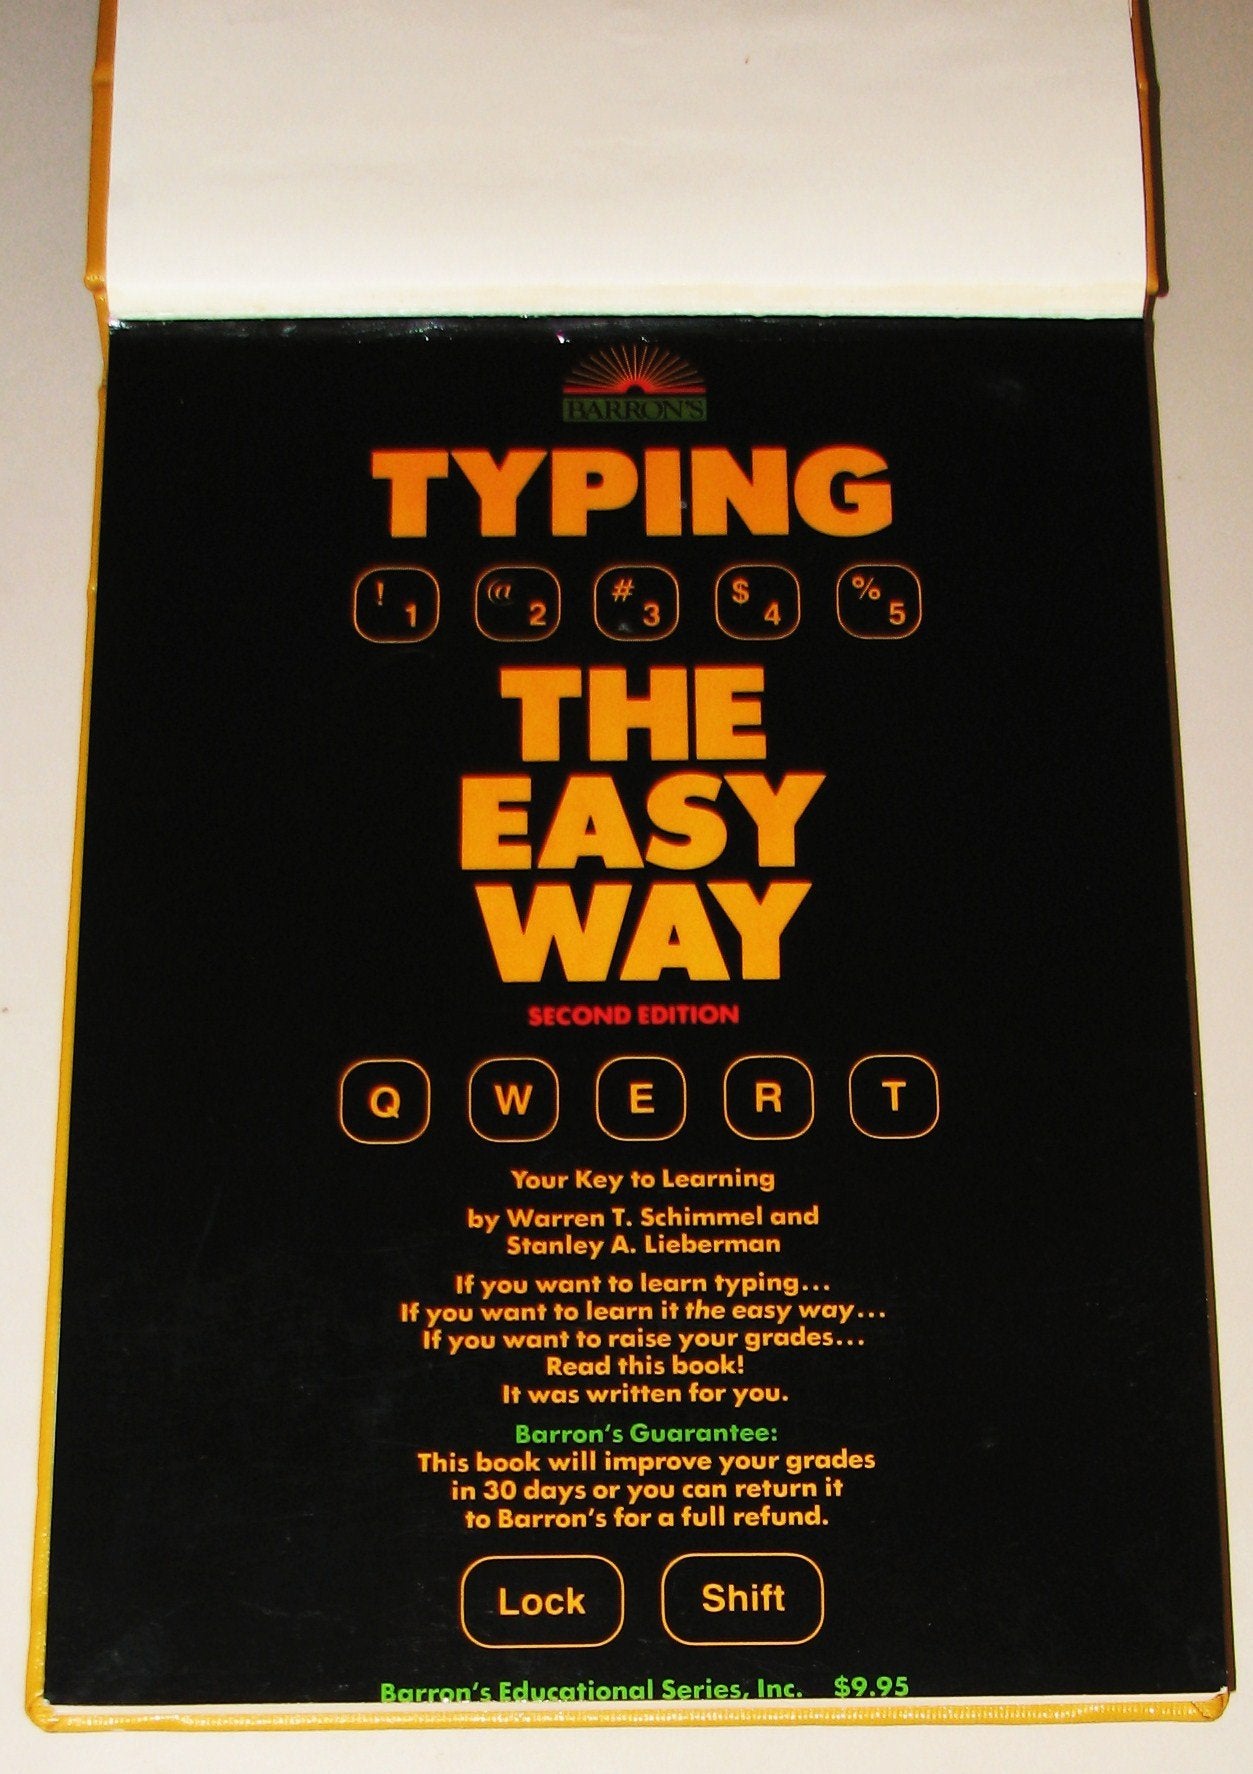 BARRON'S
TYPING
! 1 @ 2 # 3 $ 4 % 5
THE
EASY
WAY
SECOND EDITION
Q W E R T
Your Key to Learning
by Warren T. Schimmel and
Stanley A. Lieberman
If you want to learn typing...
If you want to learn it the easy way...
If you want to raise your grades...
Read this book!
It was written for you.
Barron's Guarantee:
This book will improve your grades
in 30 days or you can return it
to Barron's for a full refund.
Lock Shift
Barron's Educational Series, Inc. $9.95